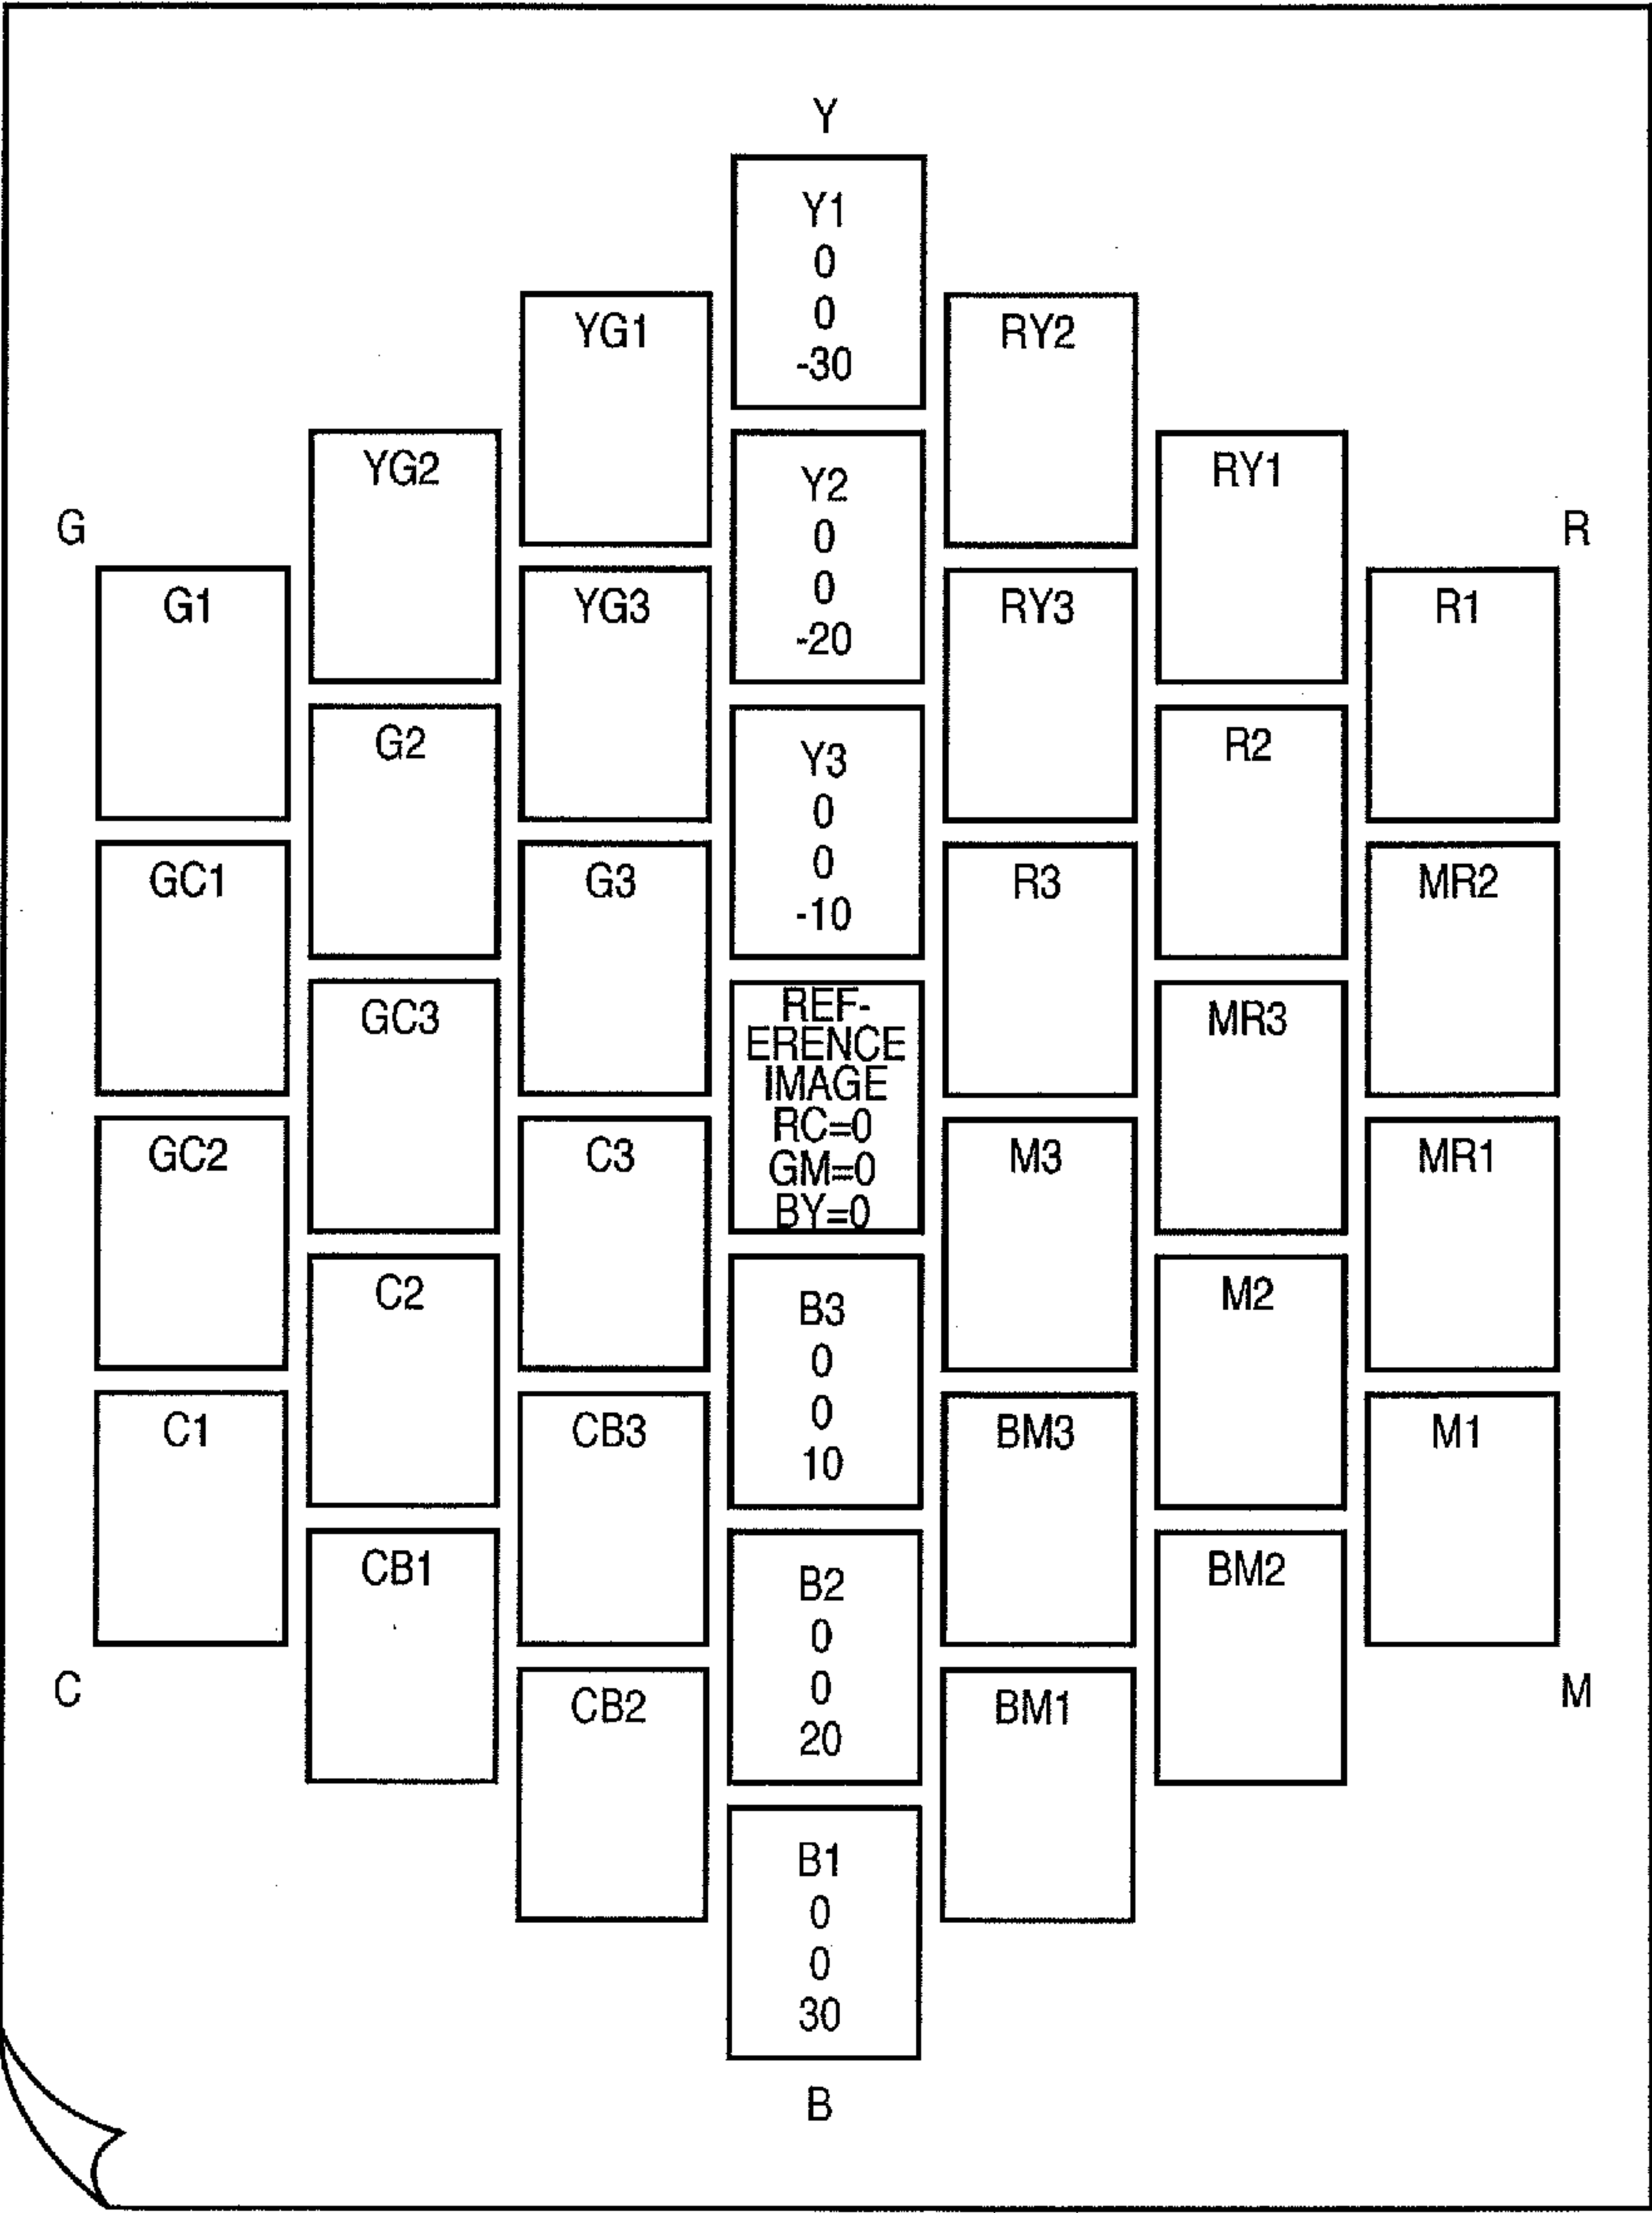 Y
Y1
0
0
-30
YG1
RY2
YG2
Y2
0
0
-20
RY1
G
R
G1
YG3
RY3
R1
G2
Y3
0
0
-10
R2
GC1
G3
R3
MR2
GC3
REF-
ERENCE
IMAGE
RC=0
GM=0
BY=0
MR3
GC2
C3
M3
MR1
C2
B3
0
0
10
M2
C1
CB3
BM3
M1
CB1
B2
0
0
20
BM2
C
M
CB2
BM1
B1
0
0
30
B